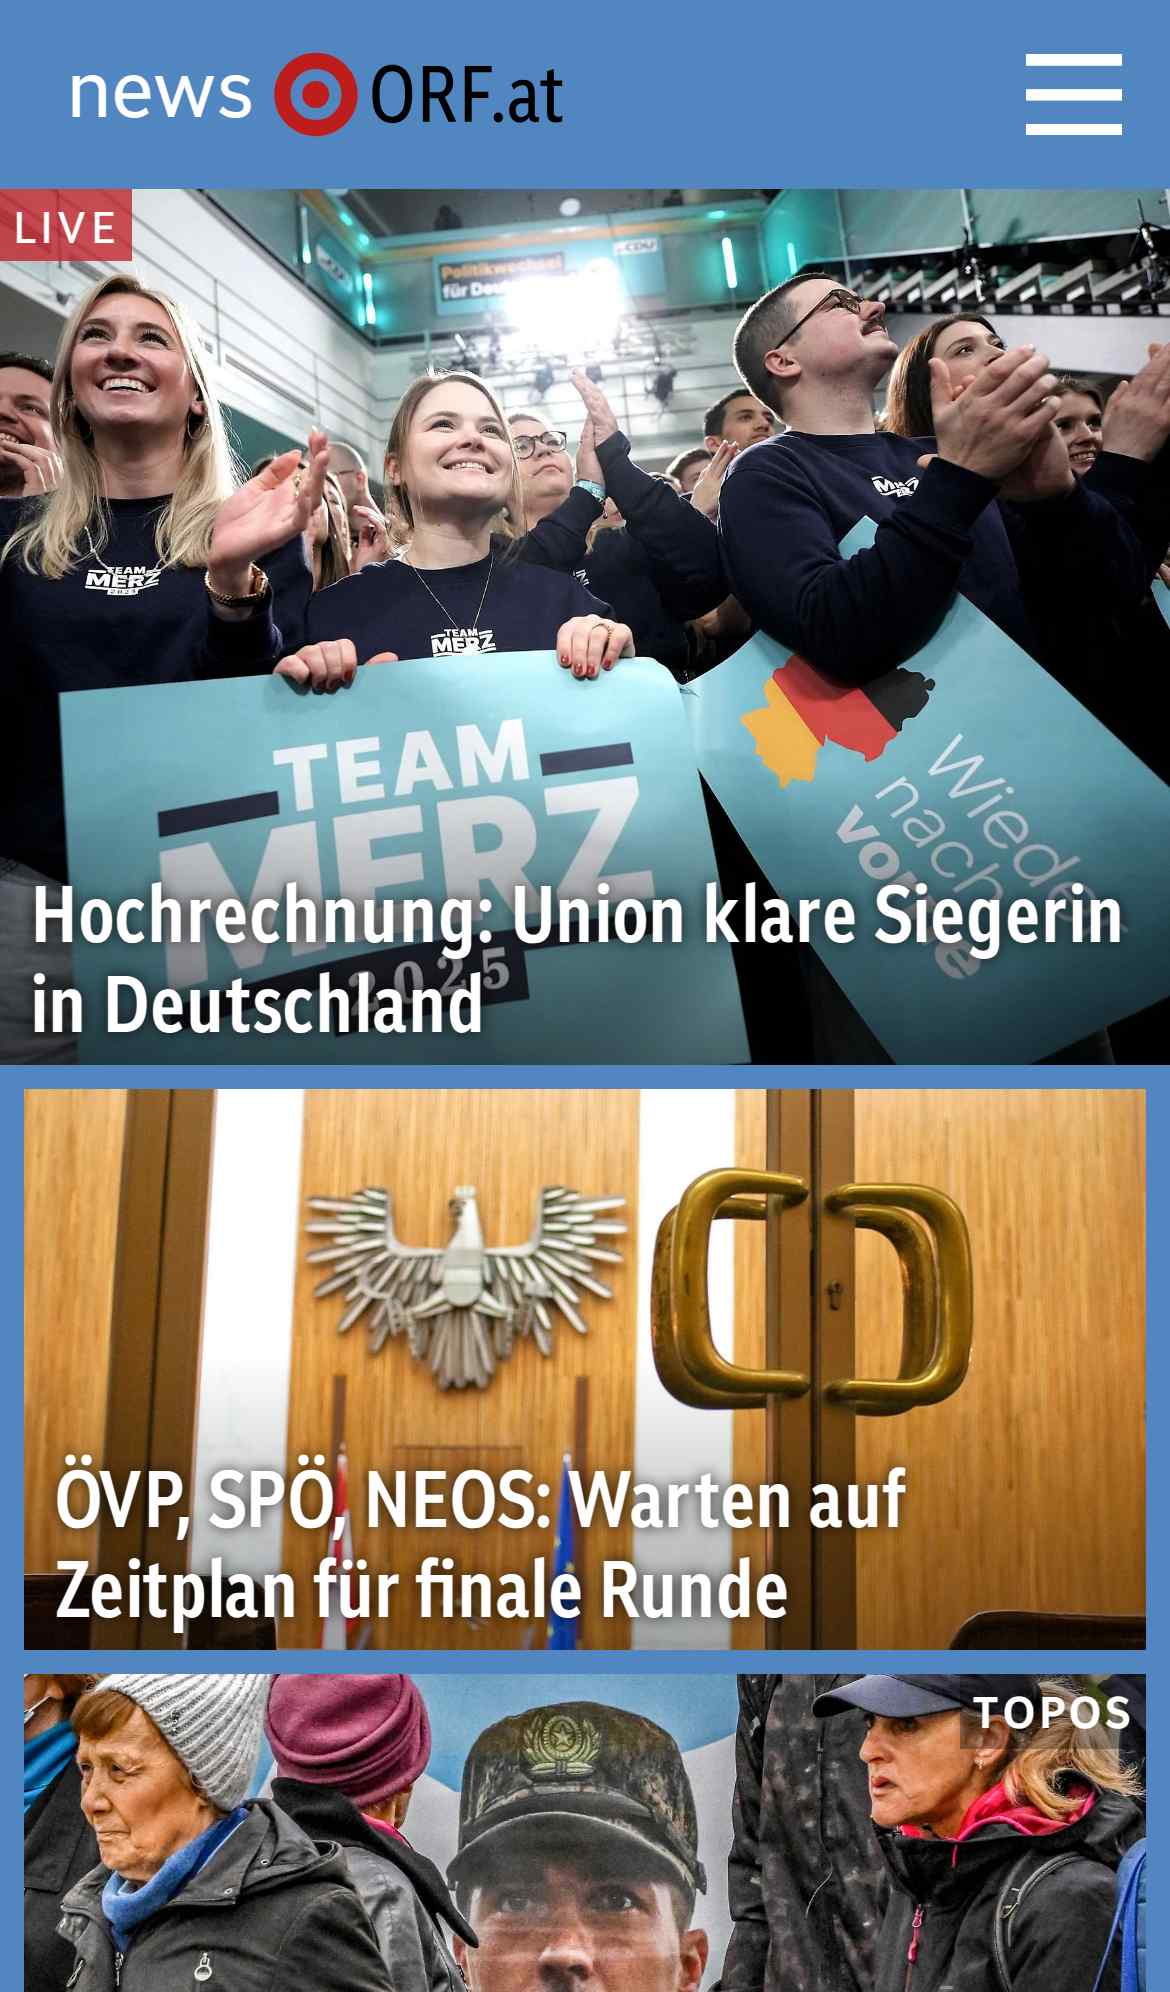 news ORF.at
LIVE
Politikwechsel
für
CDU
TEAM
MERZ
2025
TEAM
MERZ
TEAM
MERZ
2025
Wieder
nach
vorne
Hochrechnung: Union klare Siegerin
in Deutschland
ÖVP, SPÖ, NEOS: Warten auf
Zeitplan für finale Runde
TOPOS